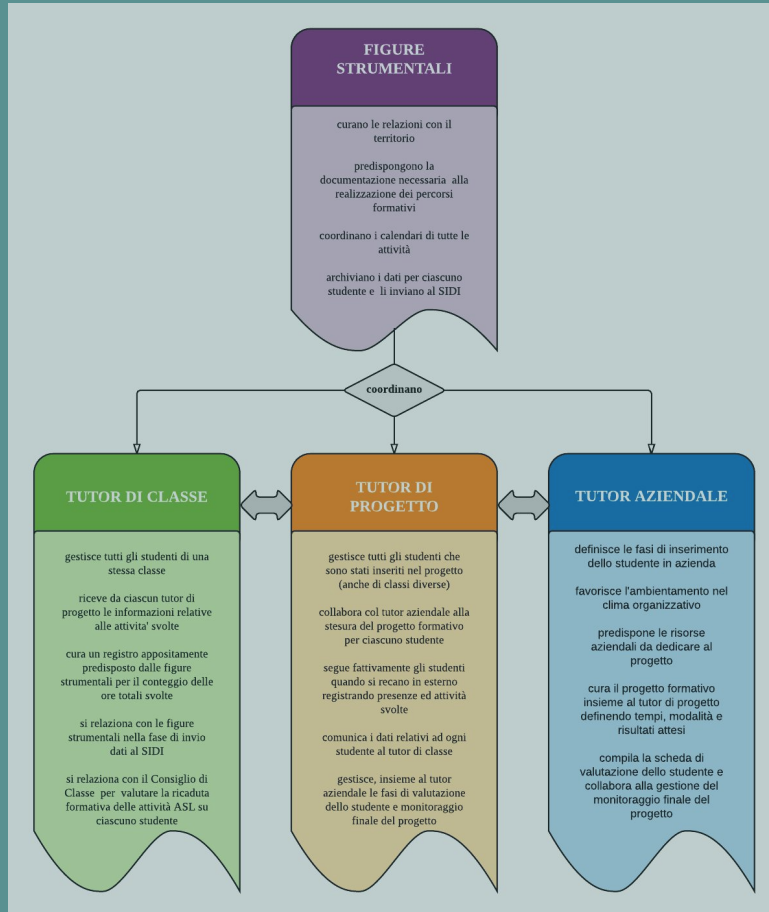 FIGURE
STRUMENTALI
curano le relazioni con il
territorio
predispongono la
documentazione necessaria alla
realizzazione dei percorsi
formativi
coordinano i calendari di tutte le
attività
archiviano i dati per ciascuno
studente e li inviano al SIDI
coordinano
TUTOR DI CLASSE
gestisce tutti gli studenti di una
stessa classe
riceve da ciascun tutor di
progetto le informazioni relative
alle attivita' svolte
cura un registro appositamente
predisposto dalle figure
strumentali per il conteggio delle
ore totali svolte
si relaziona con le figure
strumentali nella fase di invio
dati al SIDI
si relaziona con il Consiglio di
Classe per valutare la ricaduta
formativa delle attività ASL su
ciascuno studente
TUTOR DI
PROGETTO
gestisce tutti gli studenti che
sono stati inseriti nel progetto
(anche di classi diverse)
collabora col tutor aziendale alla
stesura del progetto formativo
per ciascuno studente
segue fattivamente gli studenti
quando si recano in esterno
registrando presenze ed attività
svolte
comunica i dati relativi ad ogni
studente al tutor di classe
gestisce, insieme al tutor
aziendale le fasi di valutazione
dello studente e monitoraggio
finale del progetto
TUTOR AZIENDALE
definisce le fasi di inserimento
dello studente in azienda
favorisce l'ambientamento nel
clima organizzativo
predispone le risorse
aziendali da dedicare al
progetto
cura il progetto formativo
insieme al tutor di progetto
definendo tempi, modalità e
risultati attesi
compila la scheda di
valutazione dello studente e
collabora alla gestione del
monitoraggio finale del
progetto